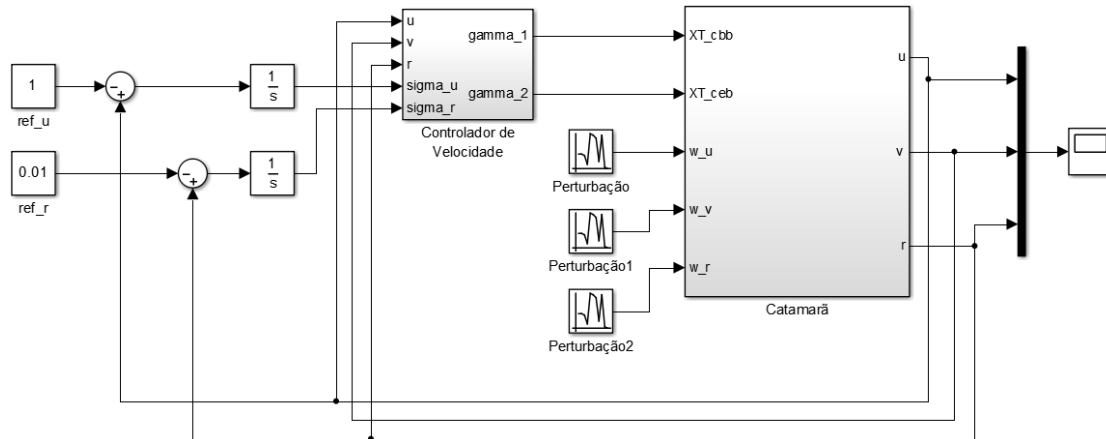 1
ref_u
0.01
ref_r
1
s
1
s
u
v
r
sigma_u
sigma_r
gamma_1
gamma_2
Controlador de
Velocidade
Perturbação
Perturbação1
Perturbação2
XT_cbb
XT_ceb
w_u
w_v
w_r
u
v
r
Catamarã